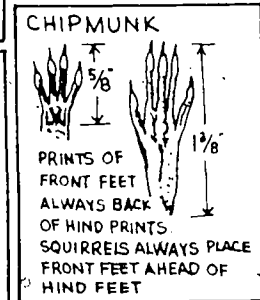 CHIPMUNK
5/8"
1 3/8"
PRINTS OF
FRONT FEET
ALWAYS BACK
OF HIND PRINTS.
SQUIRRELS ALWAYS PLACE
FRONT FEET AHEAD OF
HIND FEET